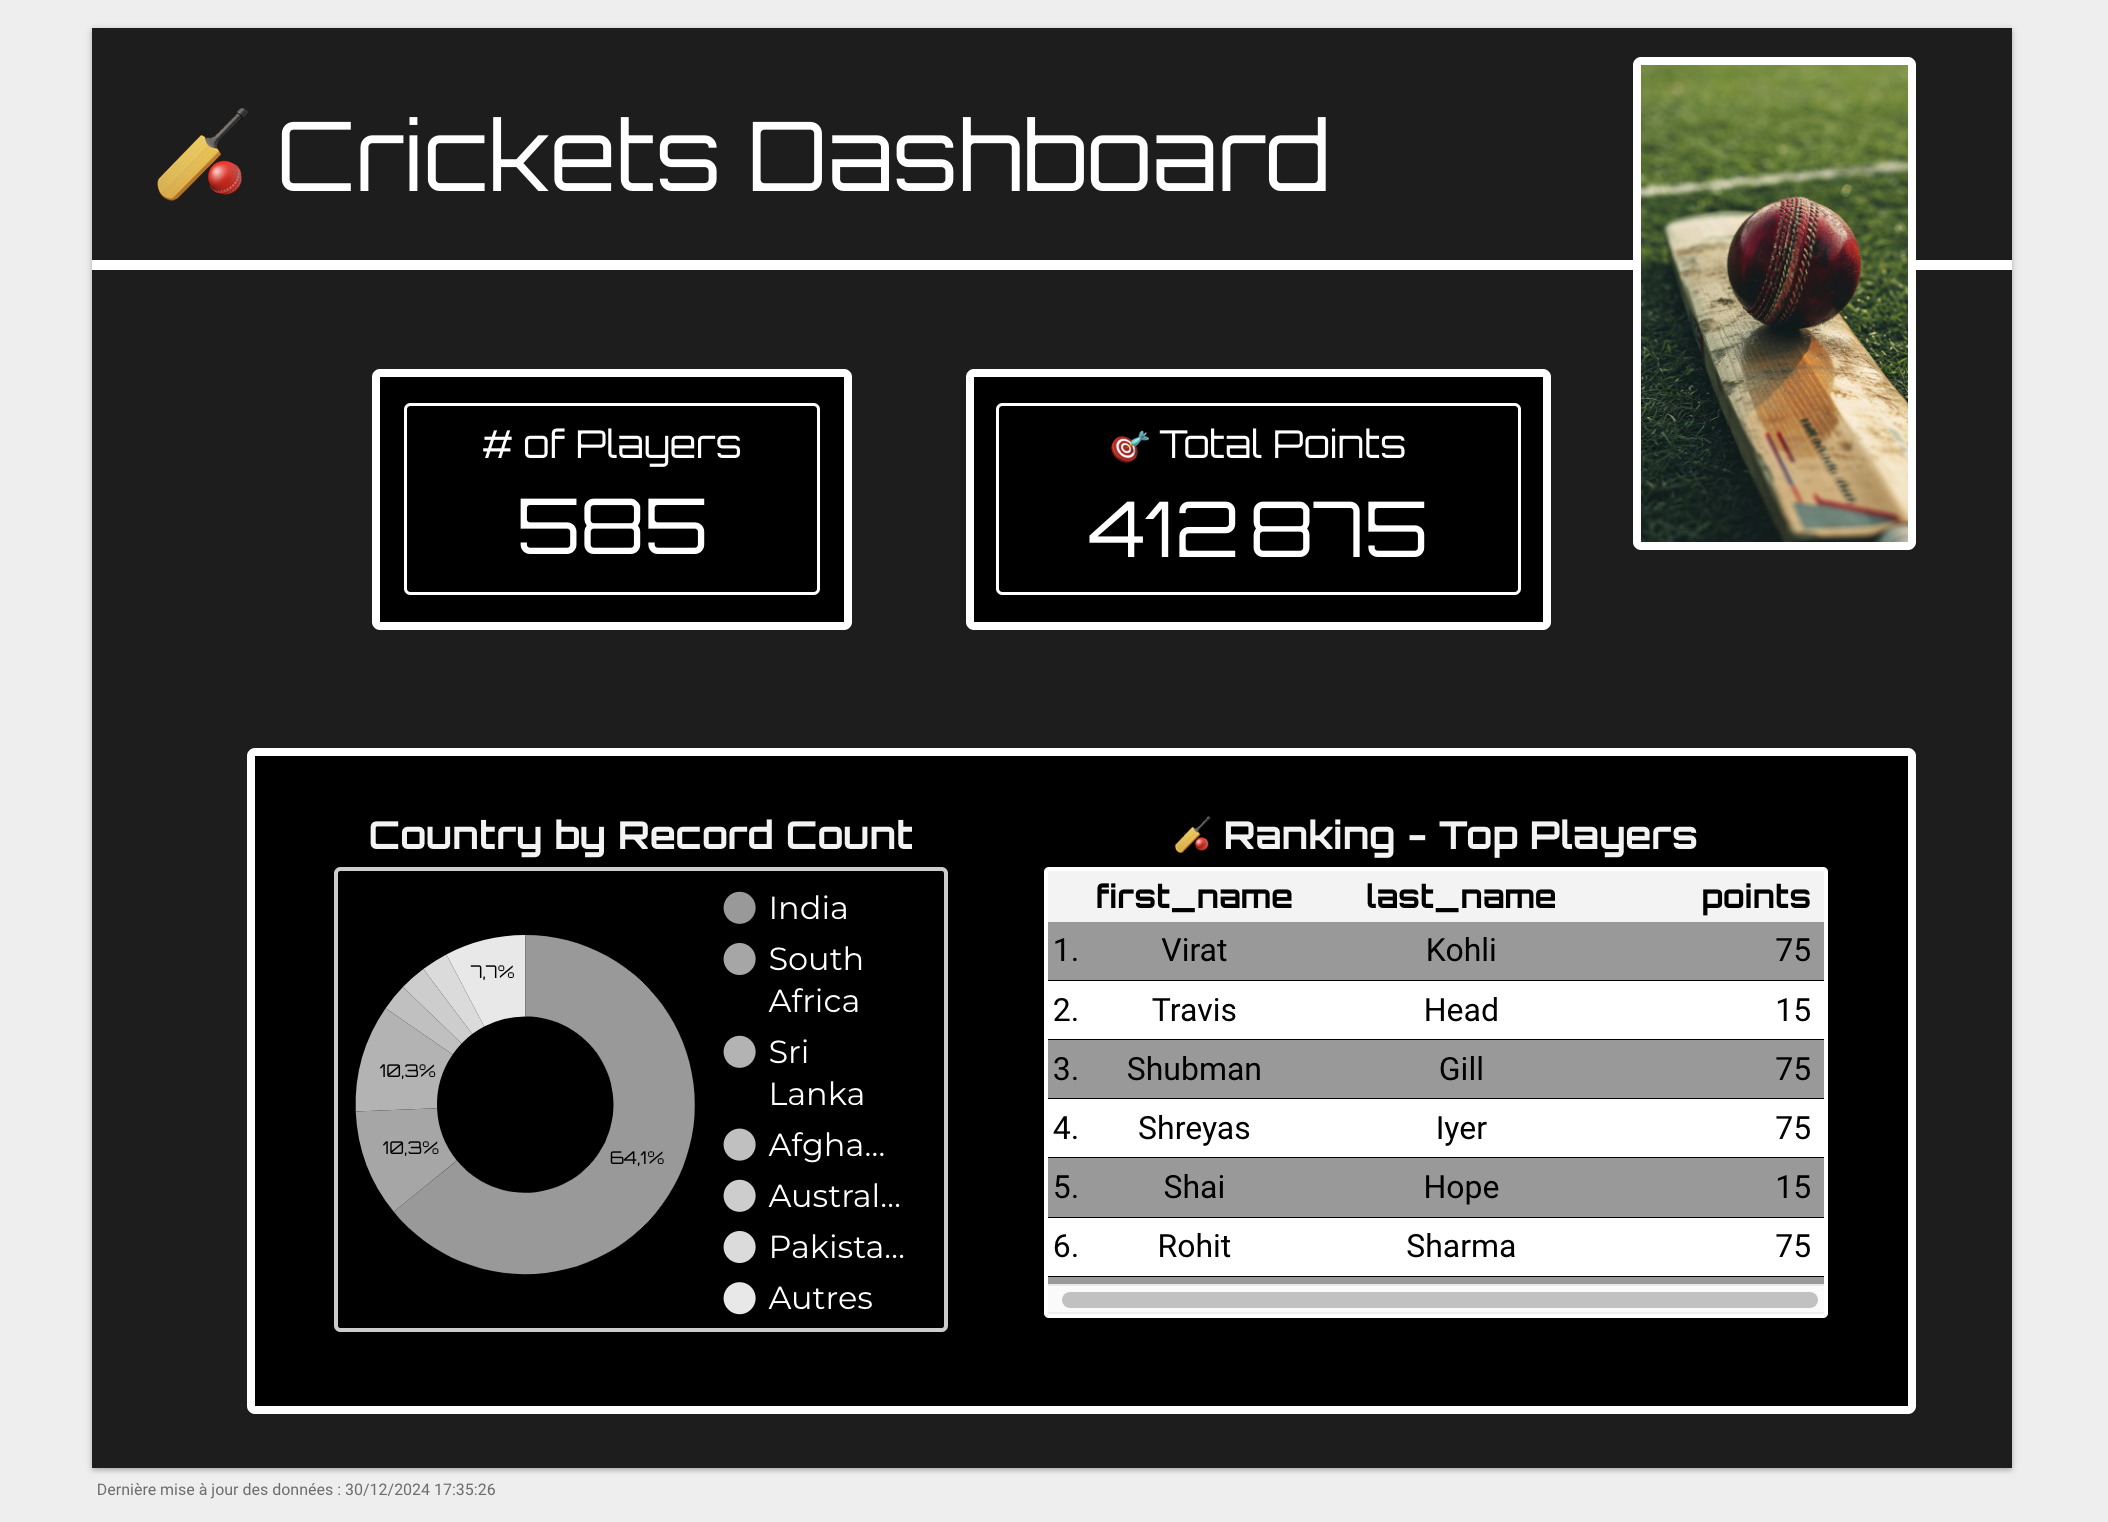 Crickets Dashboard
# of Players
585
🎯 Total Points
412 875
Country by Record Count
7,7%
10,3%
10,3%
64,1%
India
South
Africa
Sri
Lanka
Afgha...
Austral...
Pakista...
Autres
Ranking - Top Players
first_name last_name points
1. Virat Kohli 75
2. Travis Head 15
3. Shubman Gill 75
4. Shreyas Iyer 75
5. Shai Hope 15
6. Rohit Sharma 75
Dernière mise à jour des données : 30/12/2024 17:35:26